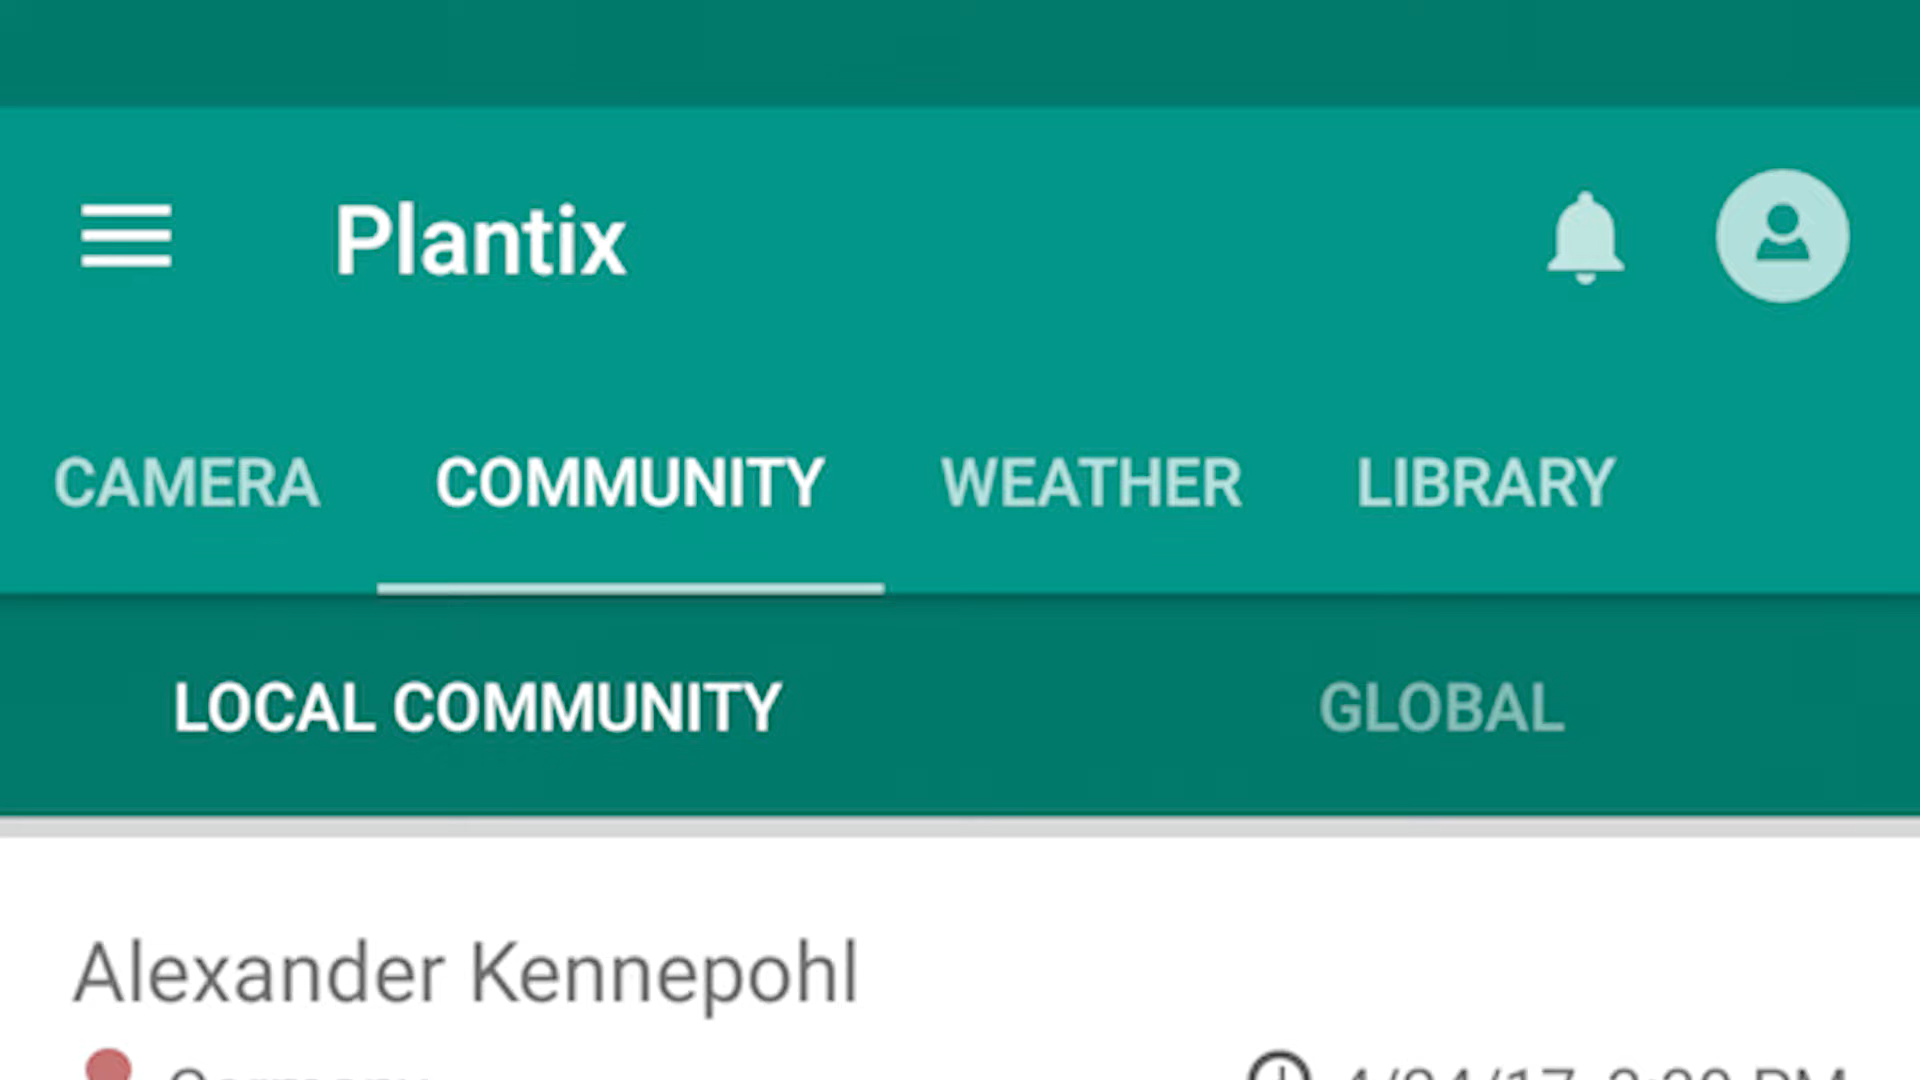 Plantix
CAMERA COMMUNITY WEATHER LIBRARY
LOCAL COMMUNITY GLOBAL
Alexander Kennepohl